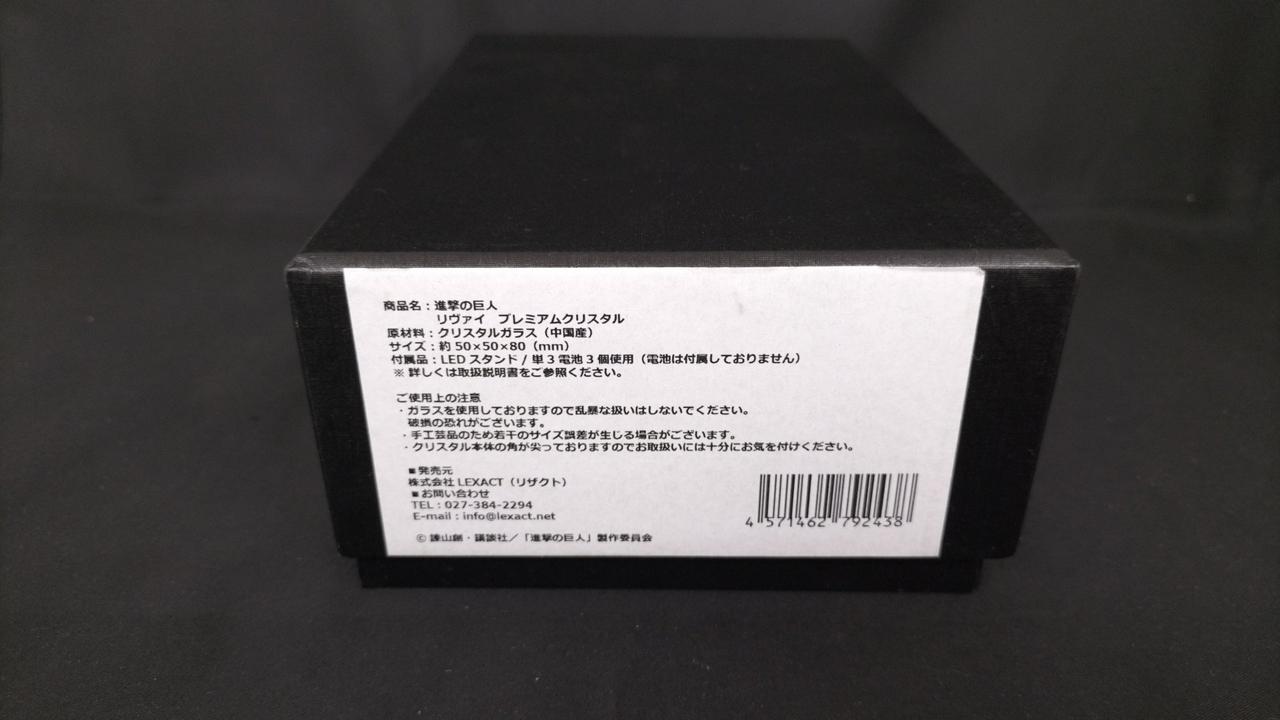 商品名：進撃の巨人
リヴァイ　プレミアムクリスタル
原材料：クリスタルガラス（中国産）
サイズ：約 50×50×80（mm）
付属品：LED スタンド / 単 3 電池 3 個使用（電池は付属しておりません）
※ 詳しくは取扱説明書をご参照ください。
ご使用上の注意
・ガラスを使用しておりますので乱暴な扱いはしないでください。
破損の恐れがございます。
・手工芸品のため若干のサイズ誤差が生じる場合がございます。
・クリスタル本体の角が尖っておりますのでお取扱いには十分にお気を付けください。
■発売元
株式会社 LEXACT（リザクト）
■お問い合わせ
TEL：027-384-2294
E-mail：info@lexact.net
4 571462 792438
© 諫山創・講談社／「進撃の巨人」製作委員会